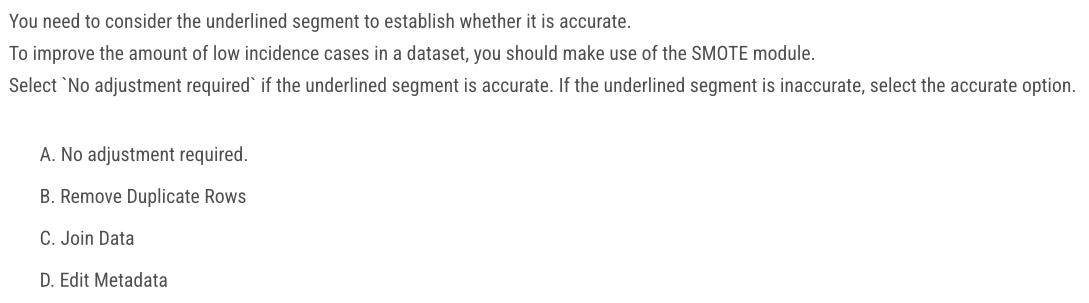 You need to consider the underlined segment to establish whether it is accurate.
To improve the amount of low incidence cases in a dataset, you should make use of the SMOTE module.
Select `No adjustment required` if the underlined segment is accurate. If the underlined segment is inaccurate, select the accurate option.
A. No adjustment required.
B. Remove Duplicate Rows
C. Join Data
D. Edit Metadata